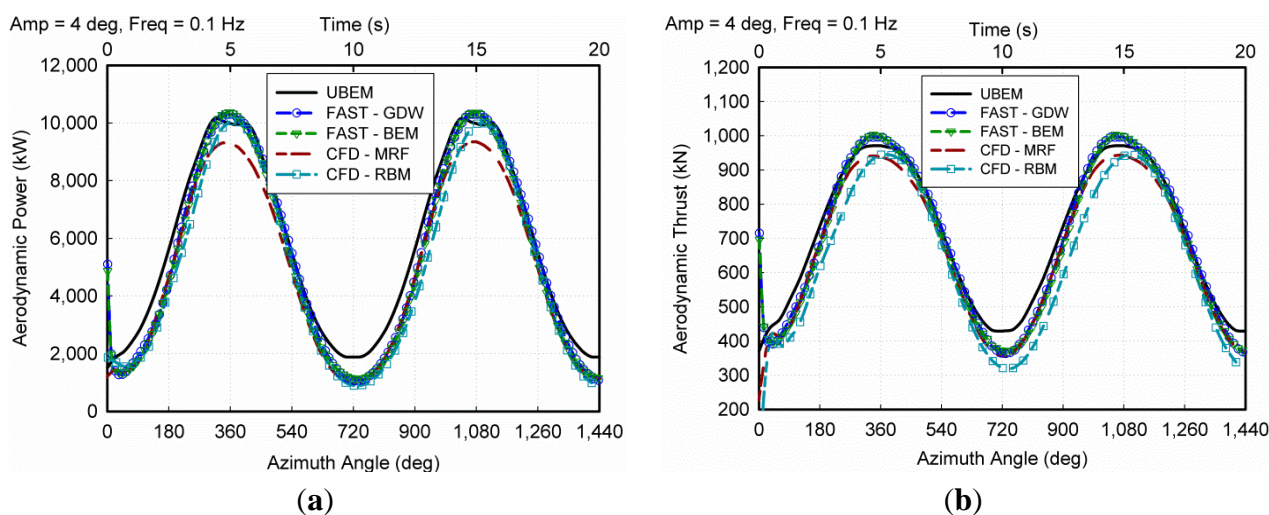 Amp = 4 deg, Freq = 0.1 Hz
Time (s)
0 5 10 15 20
12,000
10,000
8,000
6,000
4,000
2,000
0
Aerodynamic Power (kW)
UBEM
FAST - GDW
FAST - BEM
CFD - MRF
CFD - RBM
0 180 360 540 720 900 1,080 1,260 1,440
Azimuth Angle (deg)
(a)
Amp = 4 deg, Freq = 0.1 Hz
Time (s)
0 5 10 15 20
1,200
1,100
1,000
900
800
700
600
500
400
300
200
Aerodynamic Thrust (kN)
UBEM
FAST - GDW
FAST - BEM
CFD - MRF
CFD - RBM
0 180 360 540 720 900 1,080 1,260 1,440
Azimuth Angle (deg)
(b)